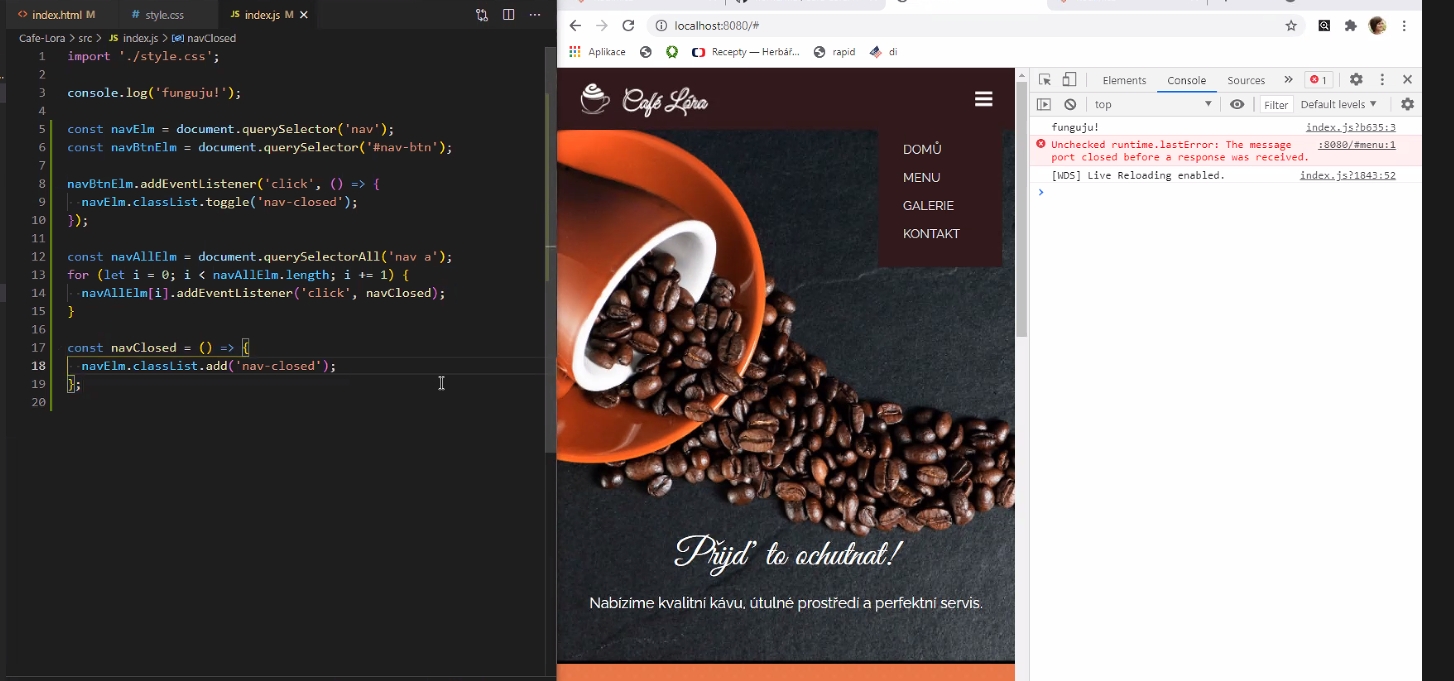 index.html M
style.css
index.js M
Cafe-Lora > src > index.js > navClosed
1 import './style.css';
2
3 console.log('funguju!');
4
5 const navElm = document.querySelector('nav');
6 const navBtnElm = document.querySelector('#nav-btn');
7
8 navBtnElm.addEventListener('click', () => {
9 navElm.classList.toggle('nav-closed');
10 });
11
12 const navAllElm = document.querySelectorAll('nav a');
13 for (let i = 0; i < navAllElm.length; i += 1) {
14 navAllElm[i].addEventListener('click', navClosed);
15 }
16
17 const navClosed = () => {
18 navElm.classList.add('nav-closed');
19 };
20
localhost:8080/#
Aplikace
Recepty — Herbář...
rapid
di
Café Lóra
DOMŮ
MENU
GALERIE
KONTAKT
Přijď to ochutnat!
Nabízíme kvalitní kávu, útulné prostředí a perfektní servis.
Elements Console Sources » 1
top Filter Default levels
funguju! index.js?b635:3
Unchecked runtime.lastError: The message :8080/#menu:1
port closed before a response was received.
[WDS] Live Reloading enabled. index.js?1843:52